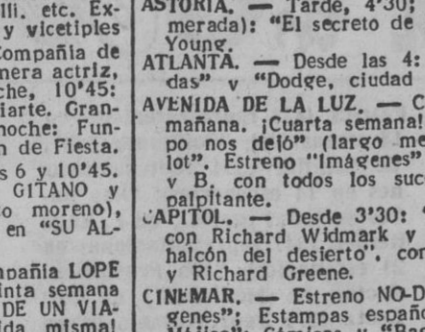 lli. etc. Ex-
y vicetiples
Compañía de
mera actriz,
che, 10'45:
iarte. Gran-
noche: Fun-
n de Fiesta.
s 6 y 10'45.
GITANO y
o moreno),
en "SU AL-
mpañía LOPE
inta semana
DE UN VIA-
da misma!
ASTORIA. — Tarde, 4'30;
merada): "El secreto de
Young.
ATLANTA. — Desde las 4:
das" y "Dodge, ciudad
AVENIDA DE LA LUZ. — C
mañana. ¡Cuarta semana!
po nos dejó" (largo me
lot". Estreno "Imágenes"
y B, con todos los suc
palpitante.
CAPITOL. — Desde 3'30: "
con Richard Widmark y
halcón del desierto", con
y Richard Greene.
CINEMAR. — Estreno NO-D
genes"; Estampas españo